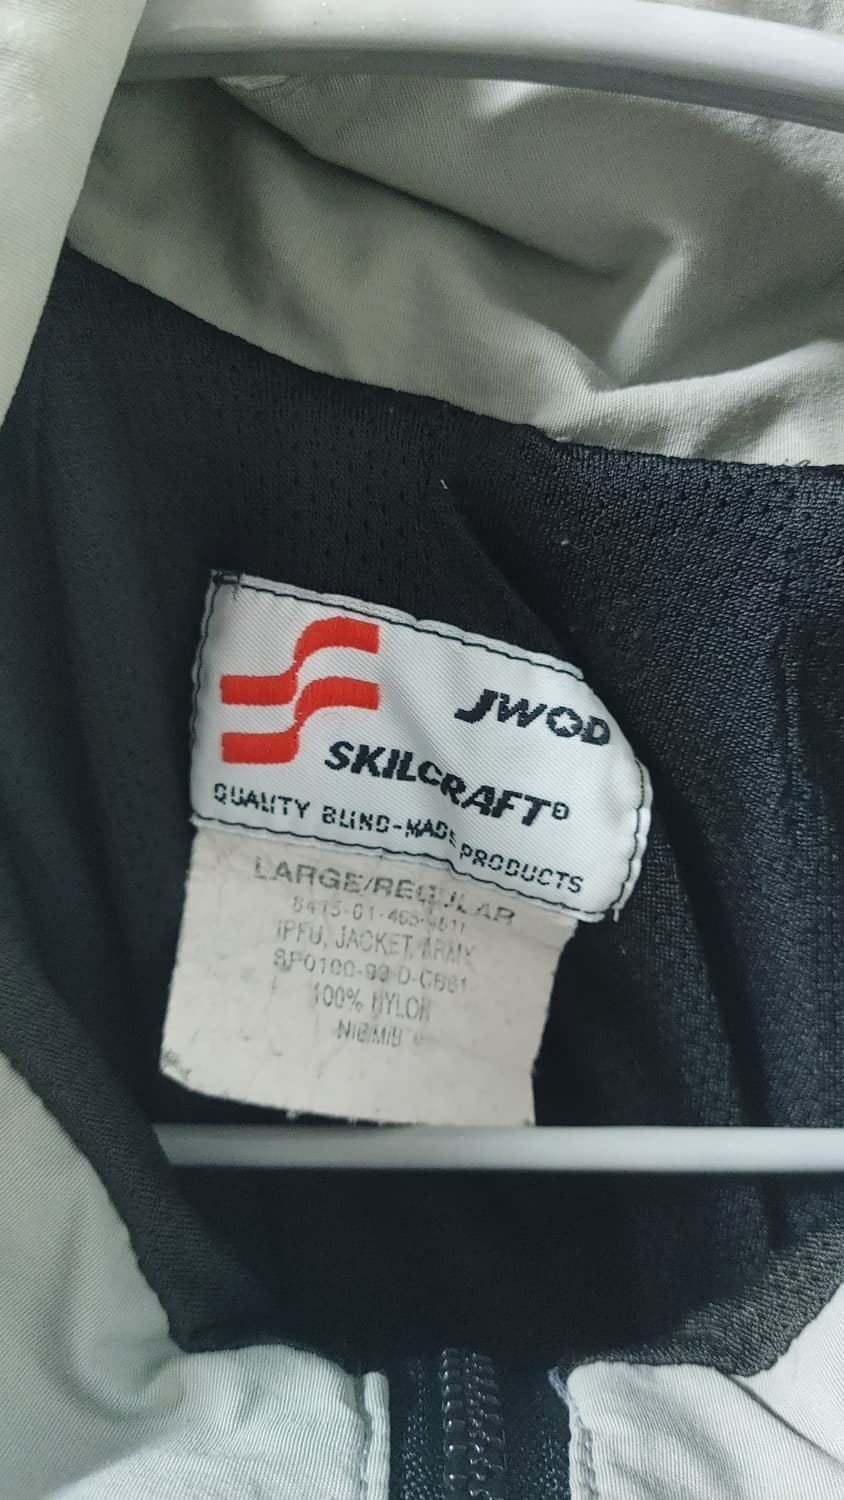 JWOD
SKILCRAFT®
QUALITY BLIND-MADE PRODUCTS
LARGE/REGULAR
IPFU, JACKET, ARMY
100% NYLON